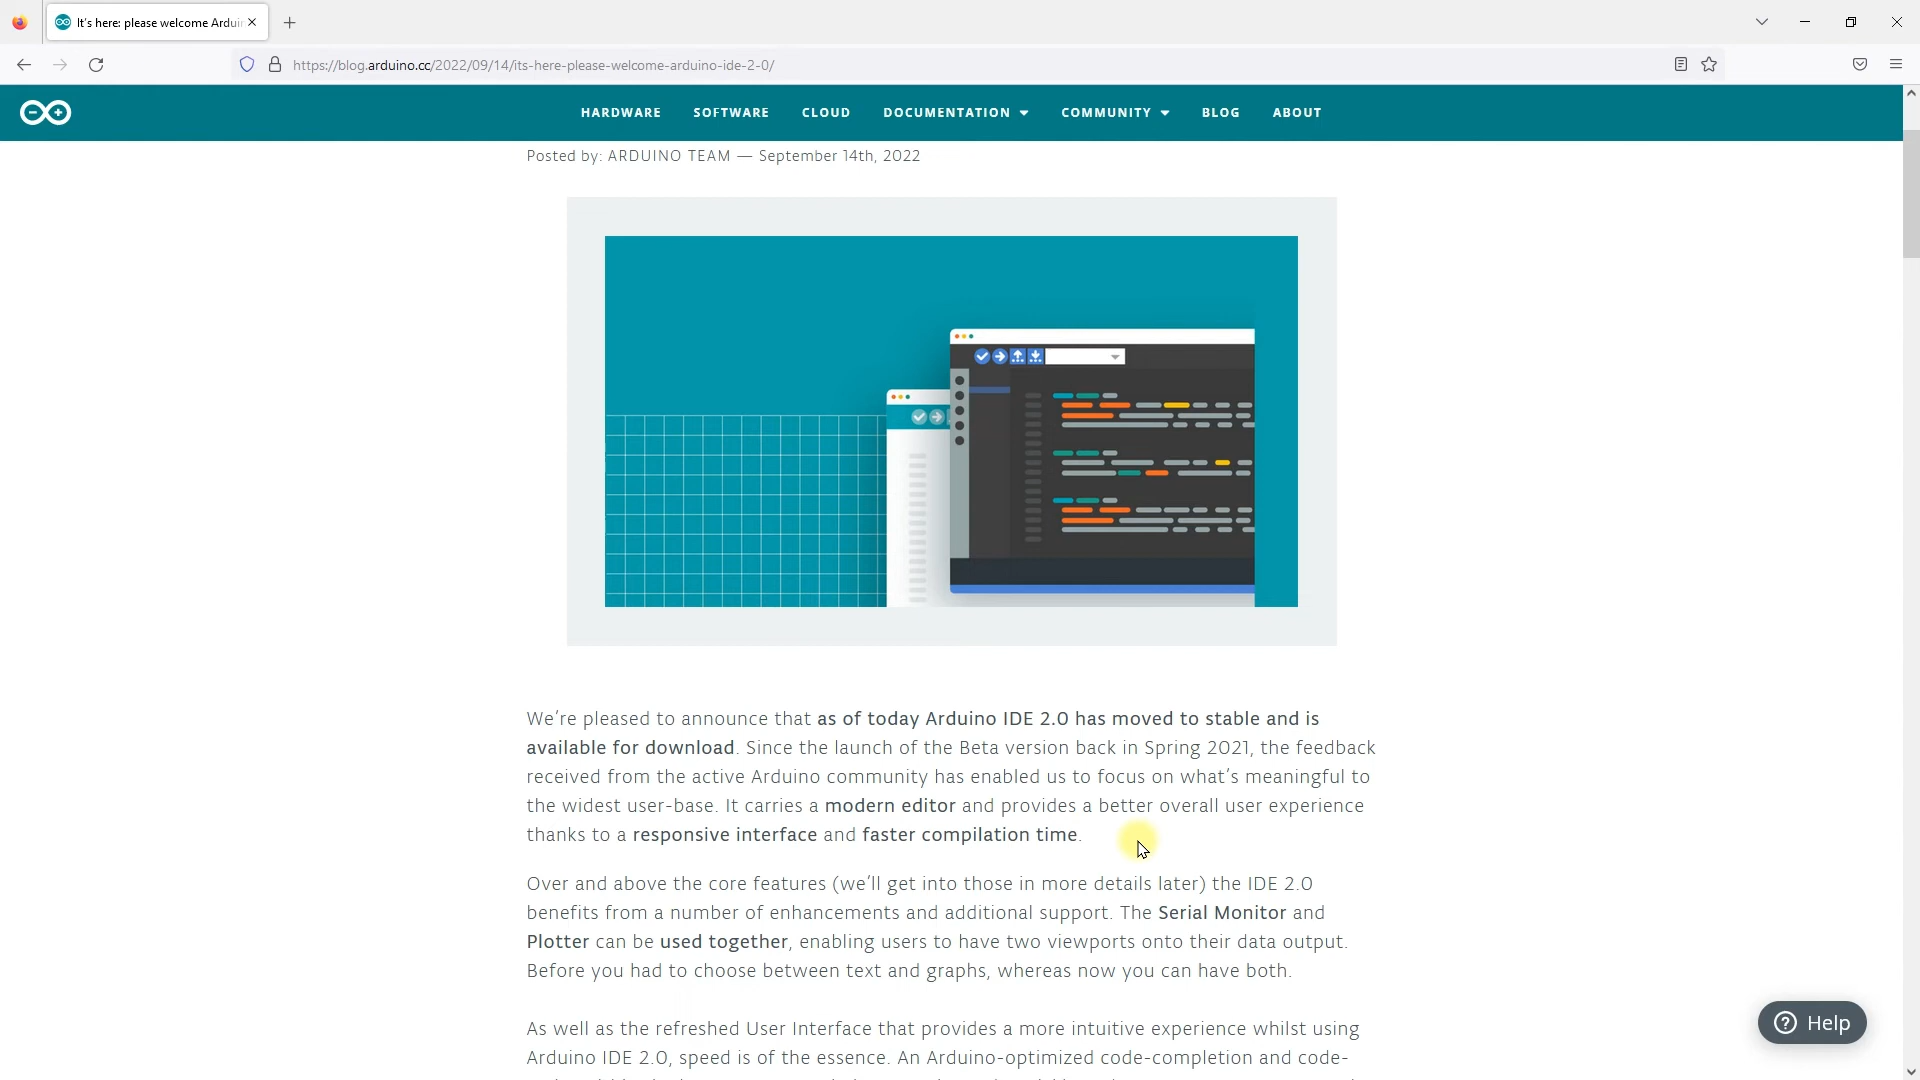 It's here: please welcome Ardui
https://blog.arduino.cc/2022/09/14/its-here-please-welcome-arduino-ide-2-0/
HARDWARE SOFTWARE CLOUD DOCUMENTATION COMMUNITY BLOG ABOUT
Posted by: ARDUINO TEAM — September 14th, 2022
We're pleased to announce that as of today Arduino IDE 2.0 has moved to stable and is
available for download. Since the launch of the Beta version back in Spring 2021, the feedback
received from the active Arduino community has enabled us to focus on what's meaningful to
the widest user-base. It carries a modern editor and provides a better overall user experience
thanks to a responsive interface and faster compilation time.
Over and above the core features (we'll get into those in more details later) the IDE 2.0
benefits from a number of enhancements and additional support. The Serial Monitor and
Plotter can be used together, enabling users to have two viewports onto their data output.
Before you had to choose between text and graphs, whereas now you can have both.
As well as the refreshed User Interface that provides a more intuitive experience whilst using
Arduino IDE 2.0, speed is of the essence. An Arduino-optimized code-completion and code-
Help